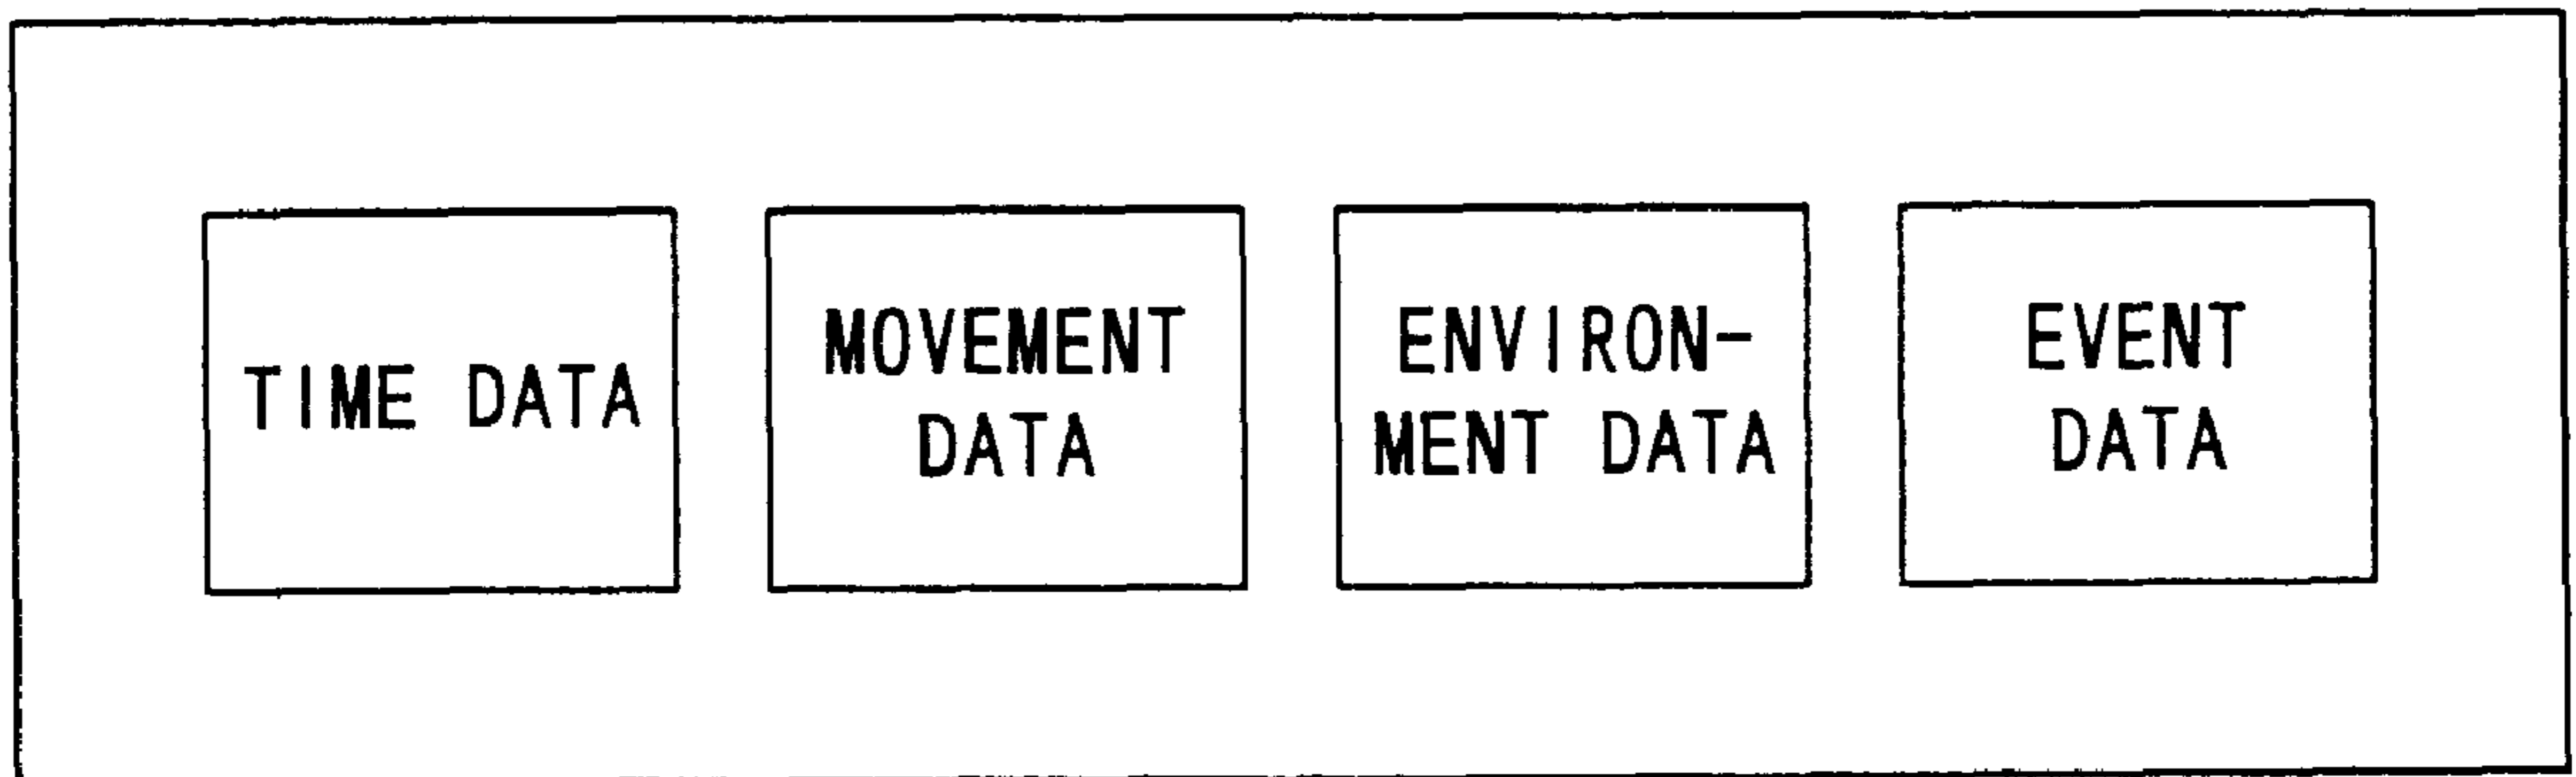 TIME DATA
MOVEMENT
DATA
ENVIRON-
MENT DATA
EVENT
DATA